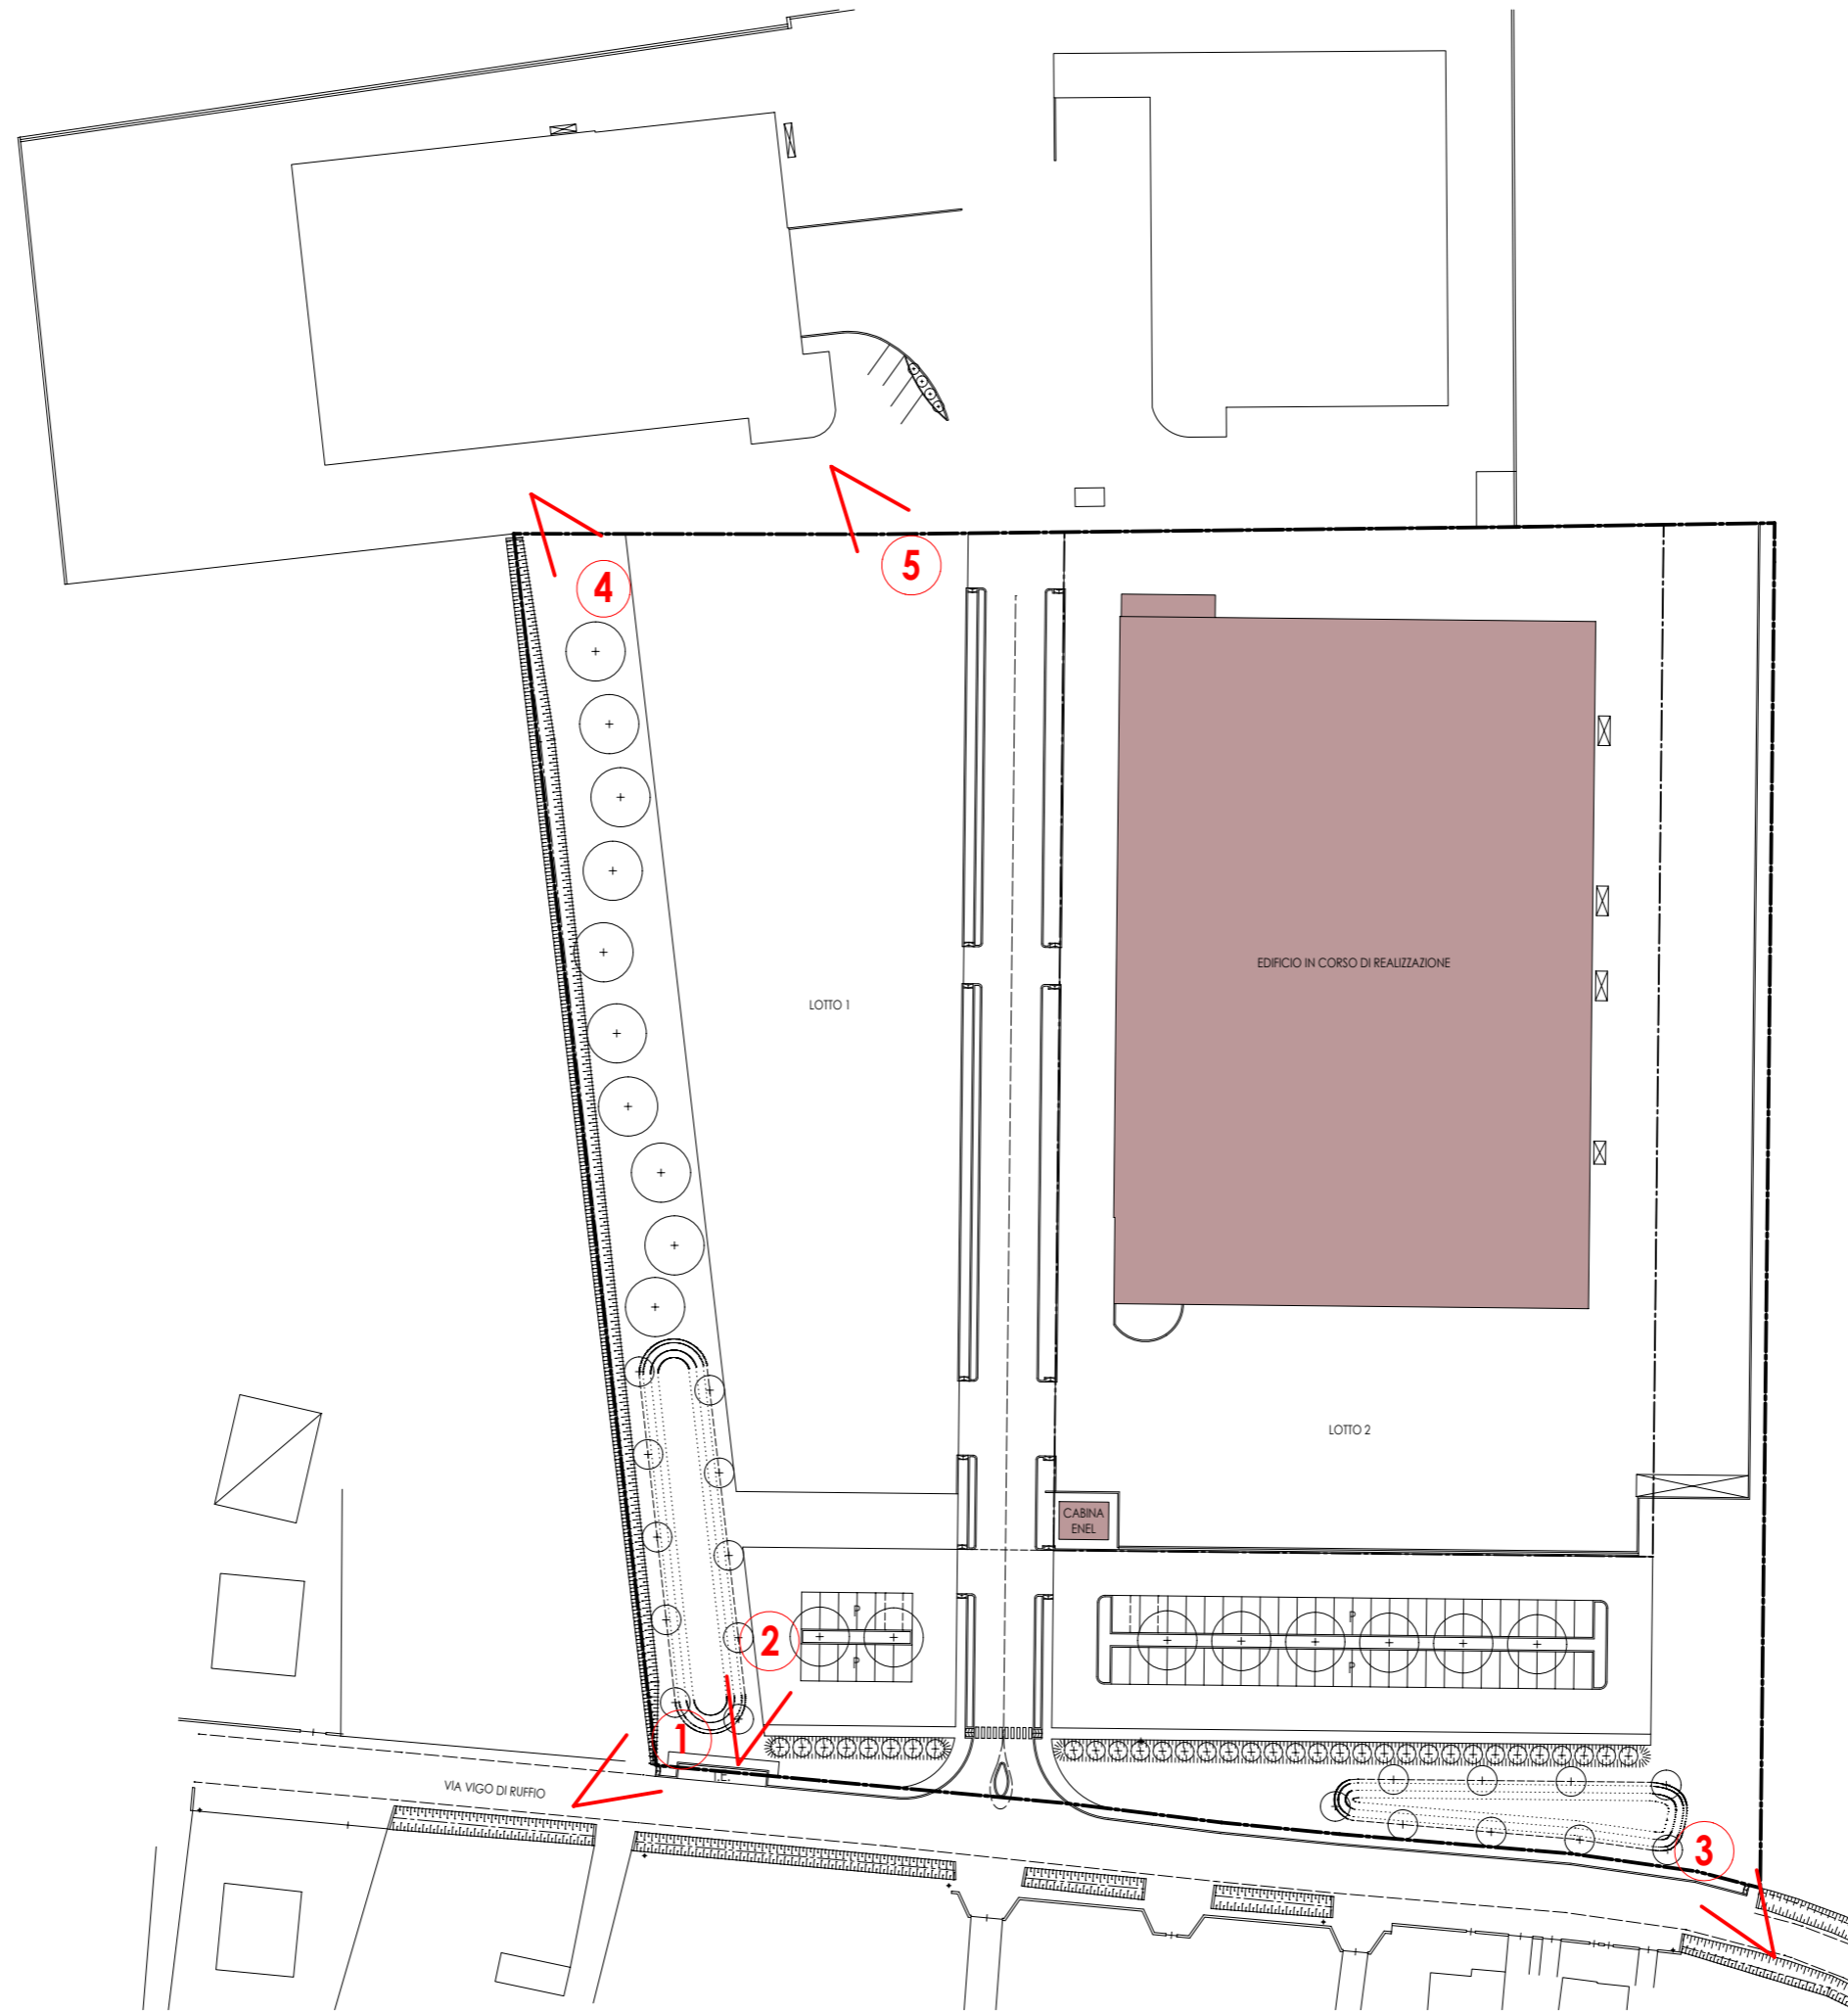 5
4
EDIFICIO IN CORSO DI REALIZZAZIONE
LOTTO 1
LOTTO 2
CABINA
ENEL
P
P
2
P
P
1
T.E.
VIA VIGO DI RUFFIO
3